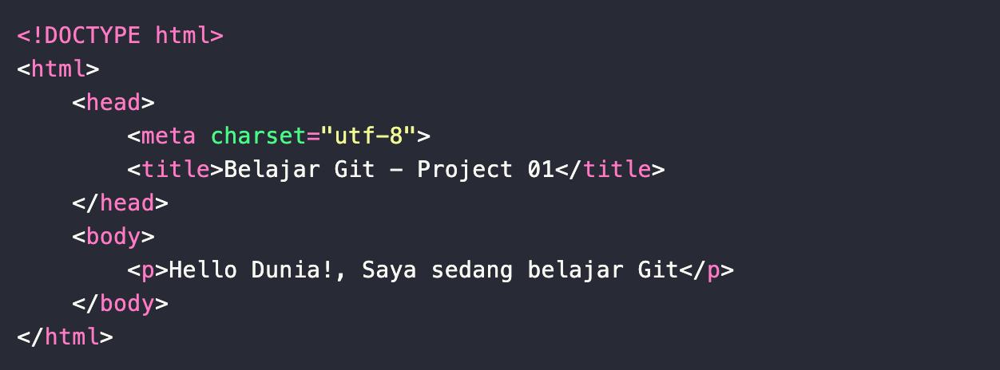 <!DOCTYPE html>
<html>
    <head>
        <meta charset="utf-8">
        <title>Belajar Git - Project 01</title>
    </head>
    <body>
        <p>Hello Dunia!, Saya sedang belajar Git</p>
    </body>
</html>